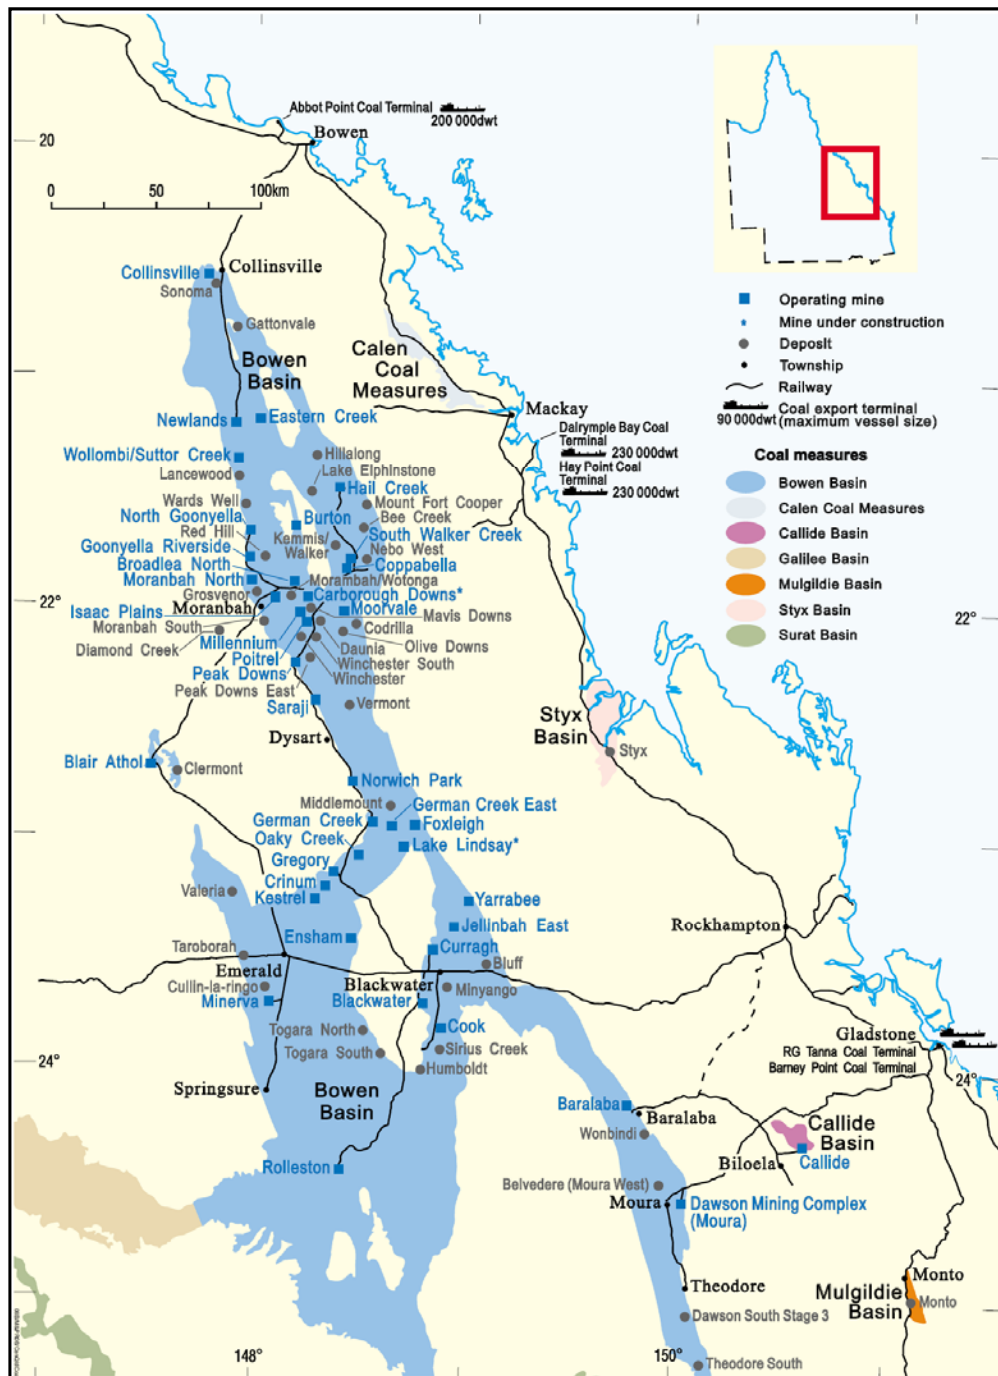 Abbot Point Coal Terminal
200 000dwt
Bowen
20
0 50 100km
Collinsville
Collinsville
Sonoma
Gattonvale
Bowen
Basin
Calen
Coal
Measures
Newlands
Eastern Creek
Mackay
Dalrymple Bay Coal
Terminal
230 000dwt
Hay Point Coal
Terminal
230 000dwt
Wollombi/Suttor Creek
Lancewood
Hillalong
Lake Elphinstone
Hail Creek
Wards Well
Mount Fort Cooper
North Goonyella
Burton
Bee Creek
Red Hill
Kemmis/
Walker
South Walker Creek
Goonyella Riverside
Nebo West
Broadlea North
Coppabella
Moranbah North
Morambah/Wotonga
Grosvenor
Carborough Downs*
Moranbah
Isaac Plains
Moorvale
Moranbah South
Mavis Downs
Diamond Creek
Codrilla
Millennium
Olive Downs
Poitrel
Daunia
Peak Downs
Winchester South
Winchester
Peak Downs East
Saraji
Vermont
Dysart
Blair Athol
Clermont
Norwich Park
Middlemount
German Creek East
German Creek
Foxleigh
Oaky Creek
Lake Lindsay*
Gregory
Crinum
Kestrel
Valeria
Yarrabee
Jellinbah East
Ensham
Curragh
Taroborah
Emerald
Bluff
Cullin-la-ringo
Blackwater
Minyango
Minerva
Blackwater
Togara North
Cook
Togara South
Sirius Creek
Humboldt
Springsure
Bowen
Basin
Rolleston
22°
Styx
Basin
Styx
Rockhampton
Gladstone
RG Tanna Coal Terminal
Barney Point Coal Terminal
24°
24°
Baralaba
Baralaba
Wonbindi
Callide
Basin
Biloela
Callide
Belvedere (Moura West)
Moura
Dawson Mining Complex
(Moura)
Theodore
Dawson South Stage 3
Theodore South
Mulgildie
Basin
Monto
Monto
148°
150°
Operating mine
Mine under construction
Deposit
Township
Railway
90 000dwt
Coal export terminal
(maximum vessel size)
Coal measures
Bowen Basin
Calen Coal Measures
Callide Basin
Galilee Basin
Mulgildie Basin
Styx Basin
Surat Basin